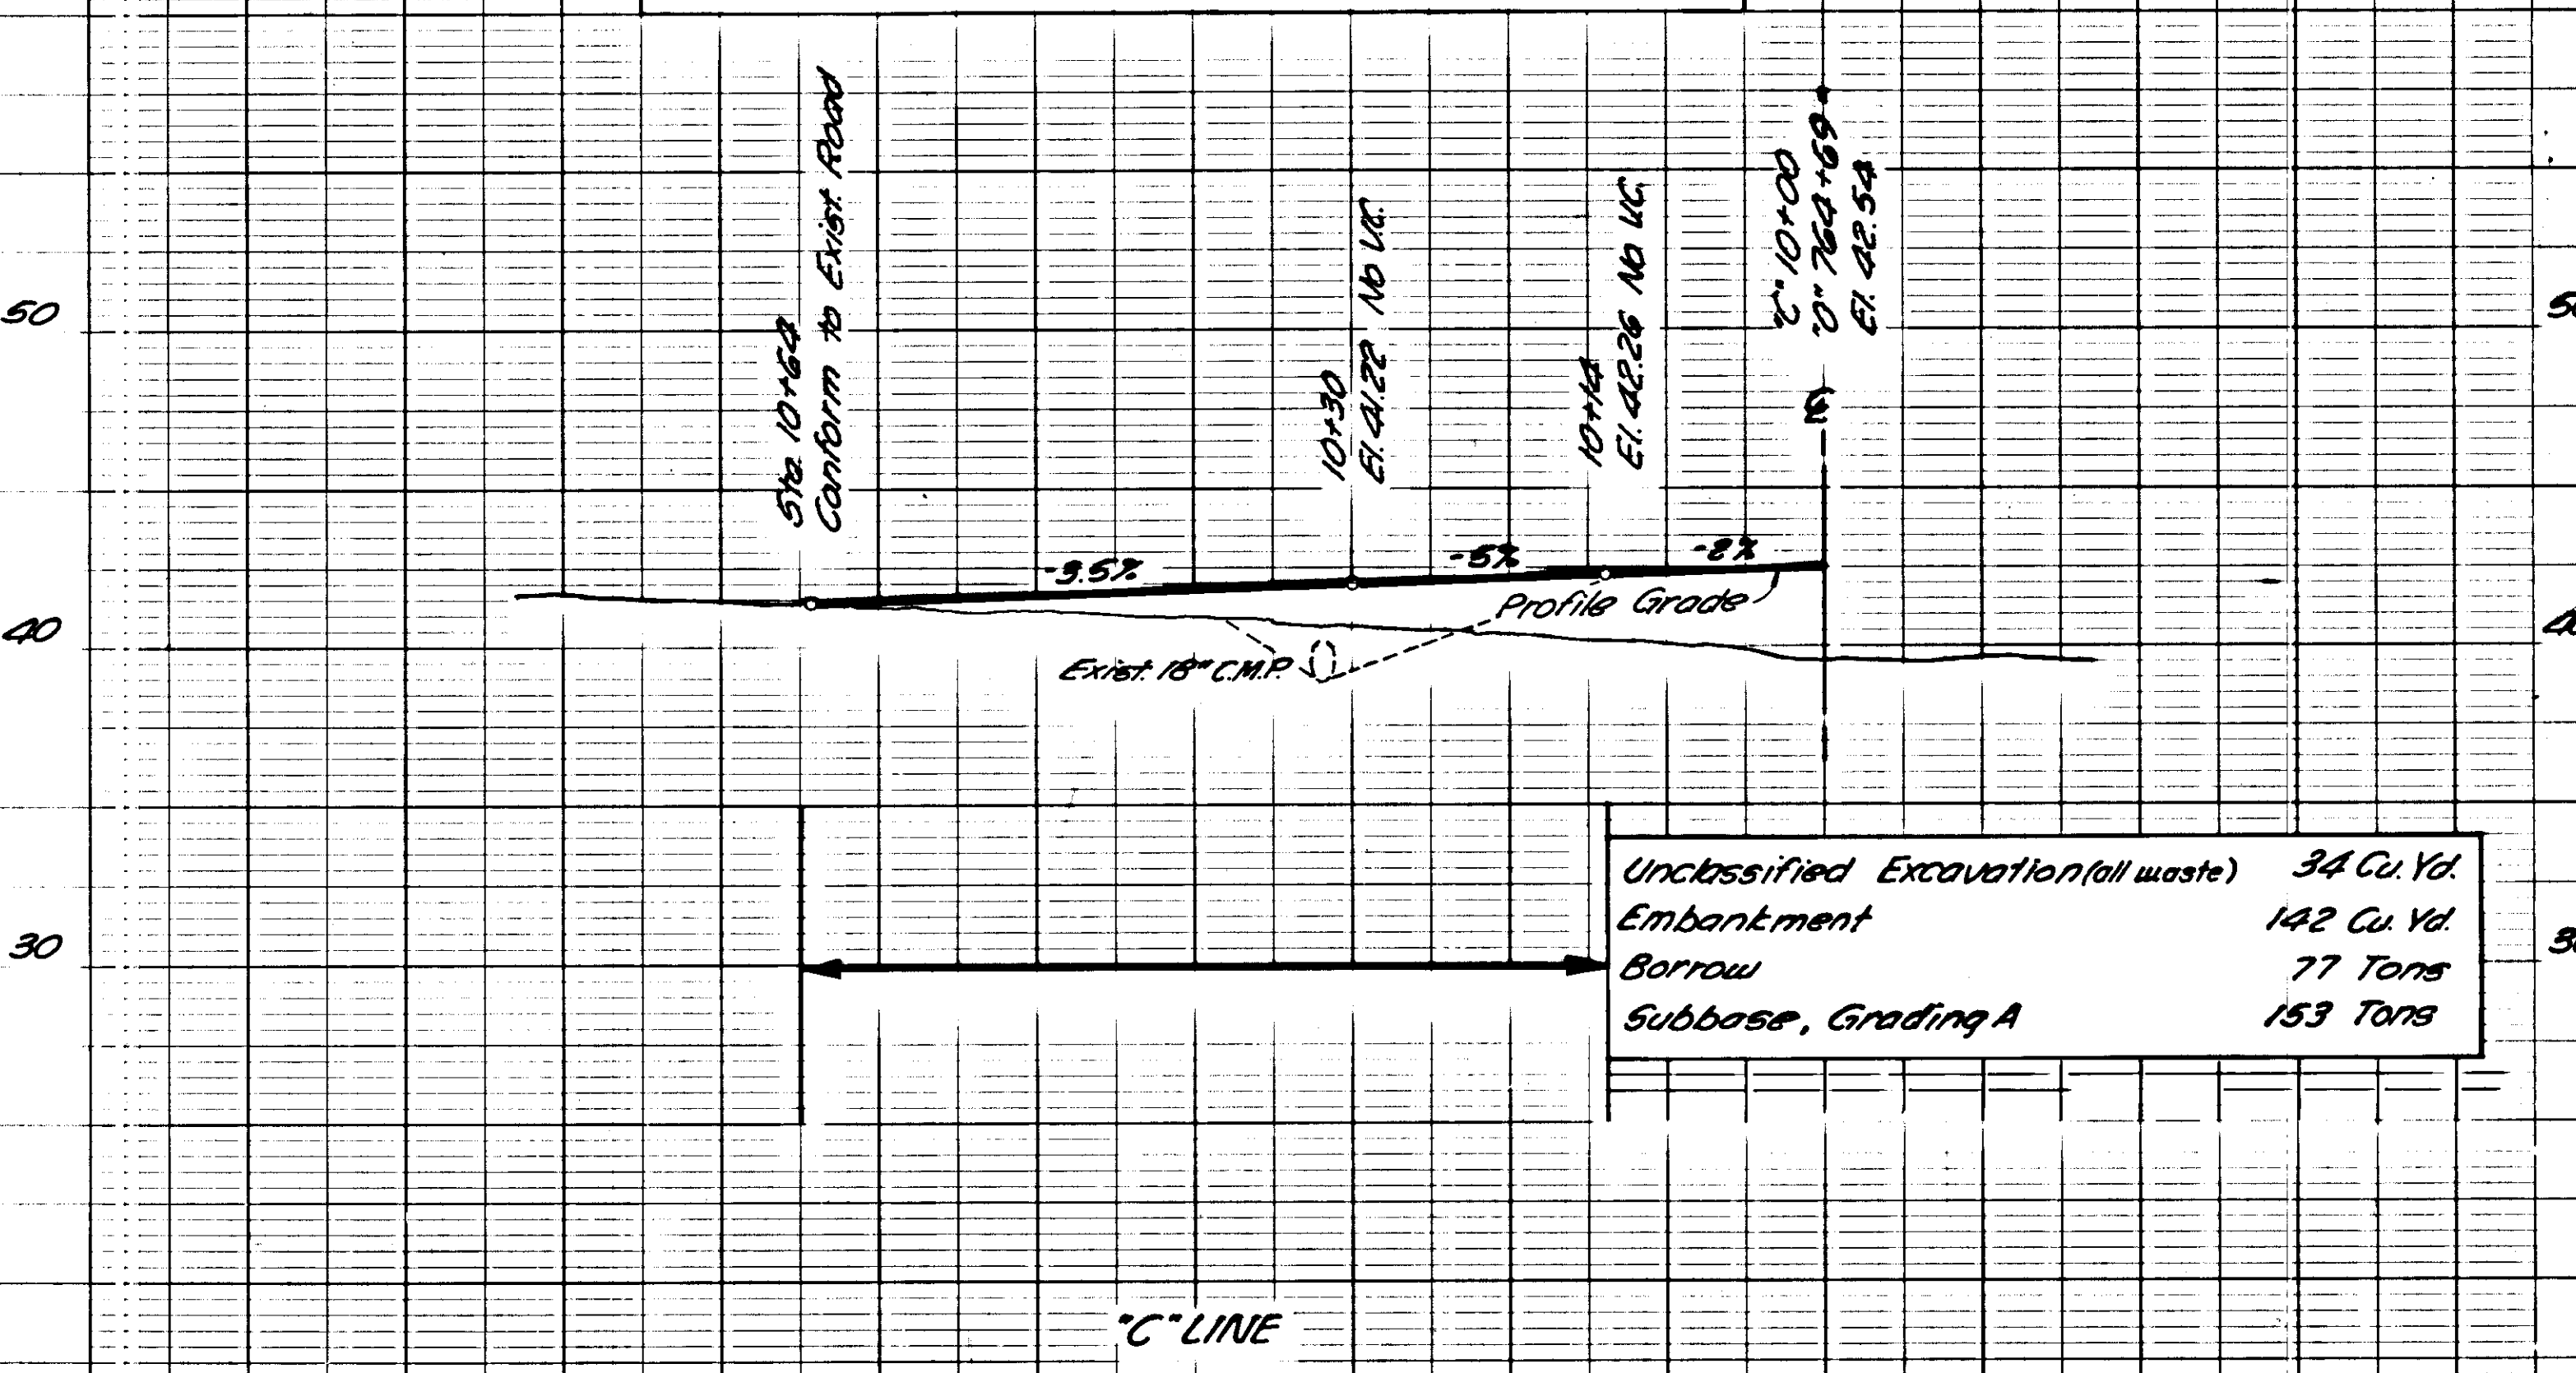 Sta. 10+64
Conform to Exist. Road
10+30
El. 41.22 No V.C.
10+14
El. 42.26 No V.C.
"C" 10+00
"D" 764+69
El. 42.54
50
50
-3.5%
-5%
-2%
Profile Grade
40
40
Exist. 18" C.M.P.
Unclassified Excavation (all waste) 34 Cu. Yd.
Embankment 142 Cu. Yd.
30
Borrow 77 Tons
Subbase, Grading A 153 Tons
"C" LINE